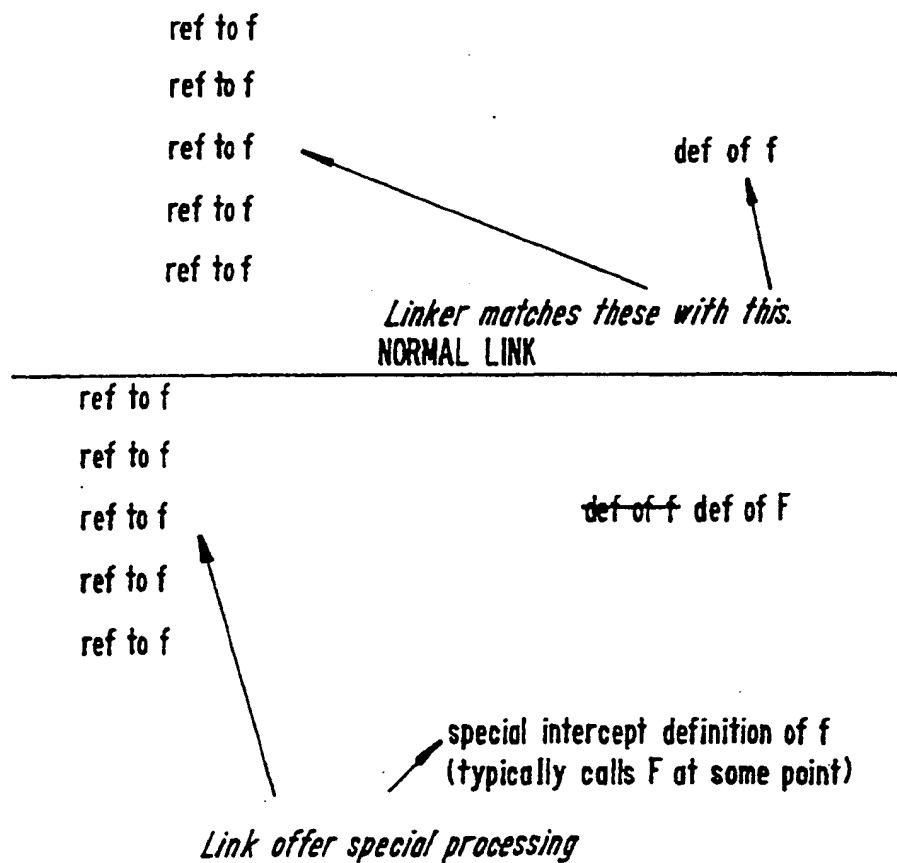 ref to f
ref to f
ref to f
def of f
ref to f
ref to f
Linker matches these with this.
NORMAL LINK
ref to f
ref to f
ref to f
def of f def of F
ref to f
ref to f
special intercept definition of f
(typically calls F at some point)
Link offer special processing